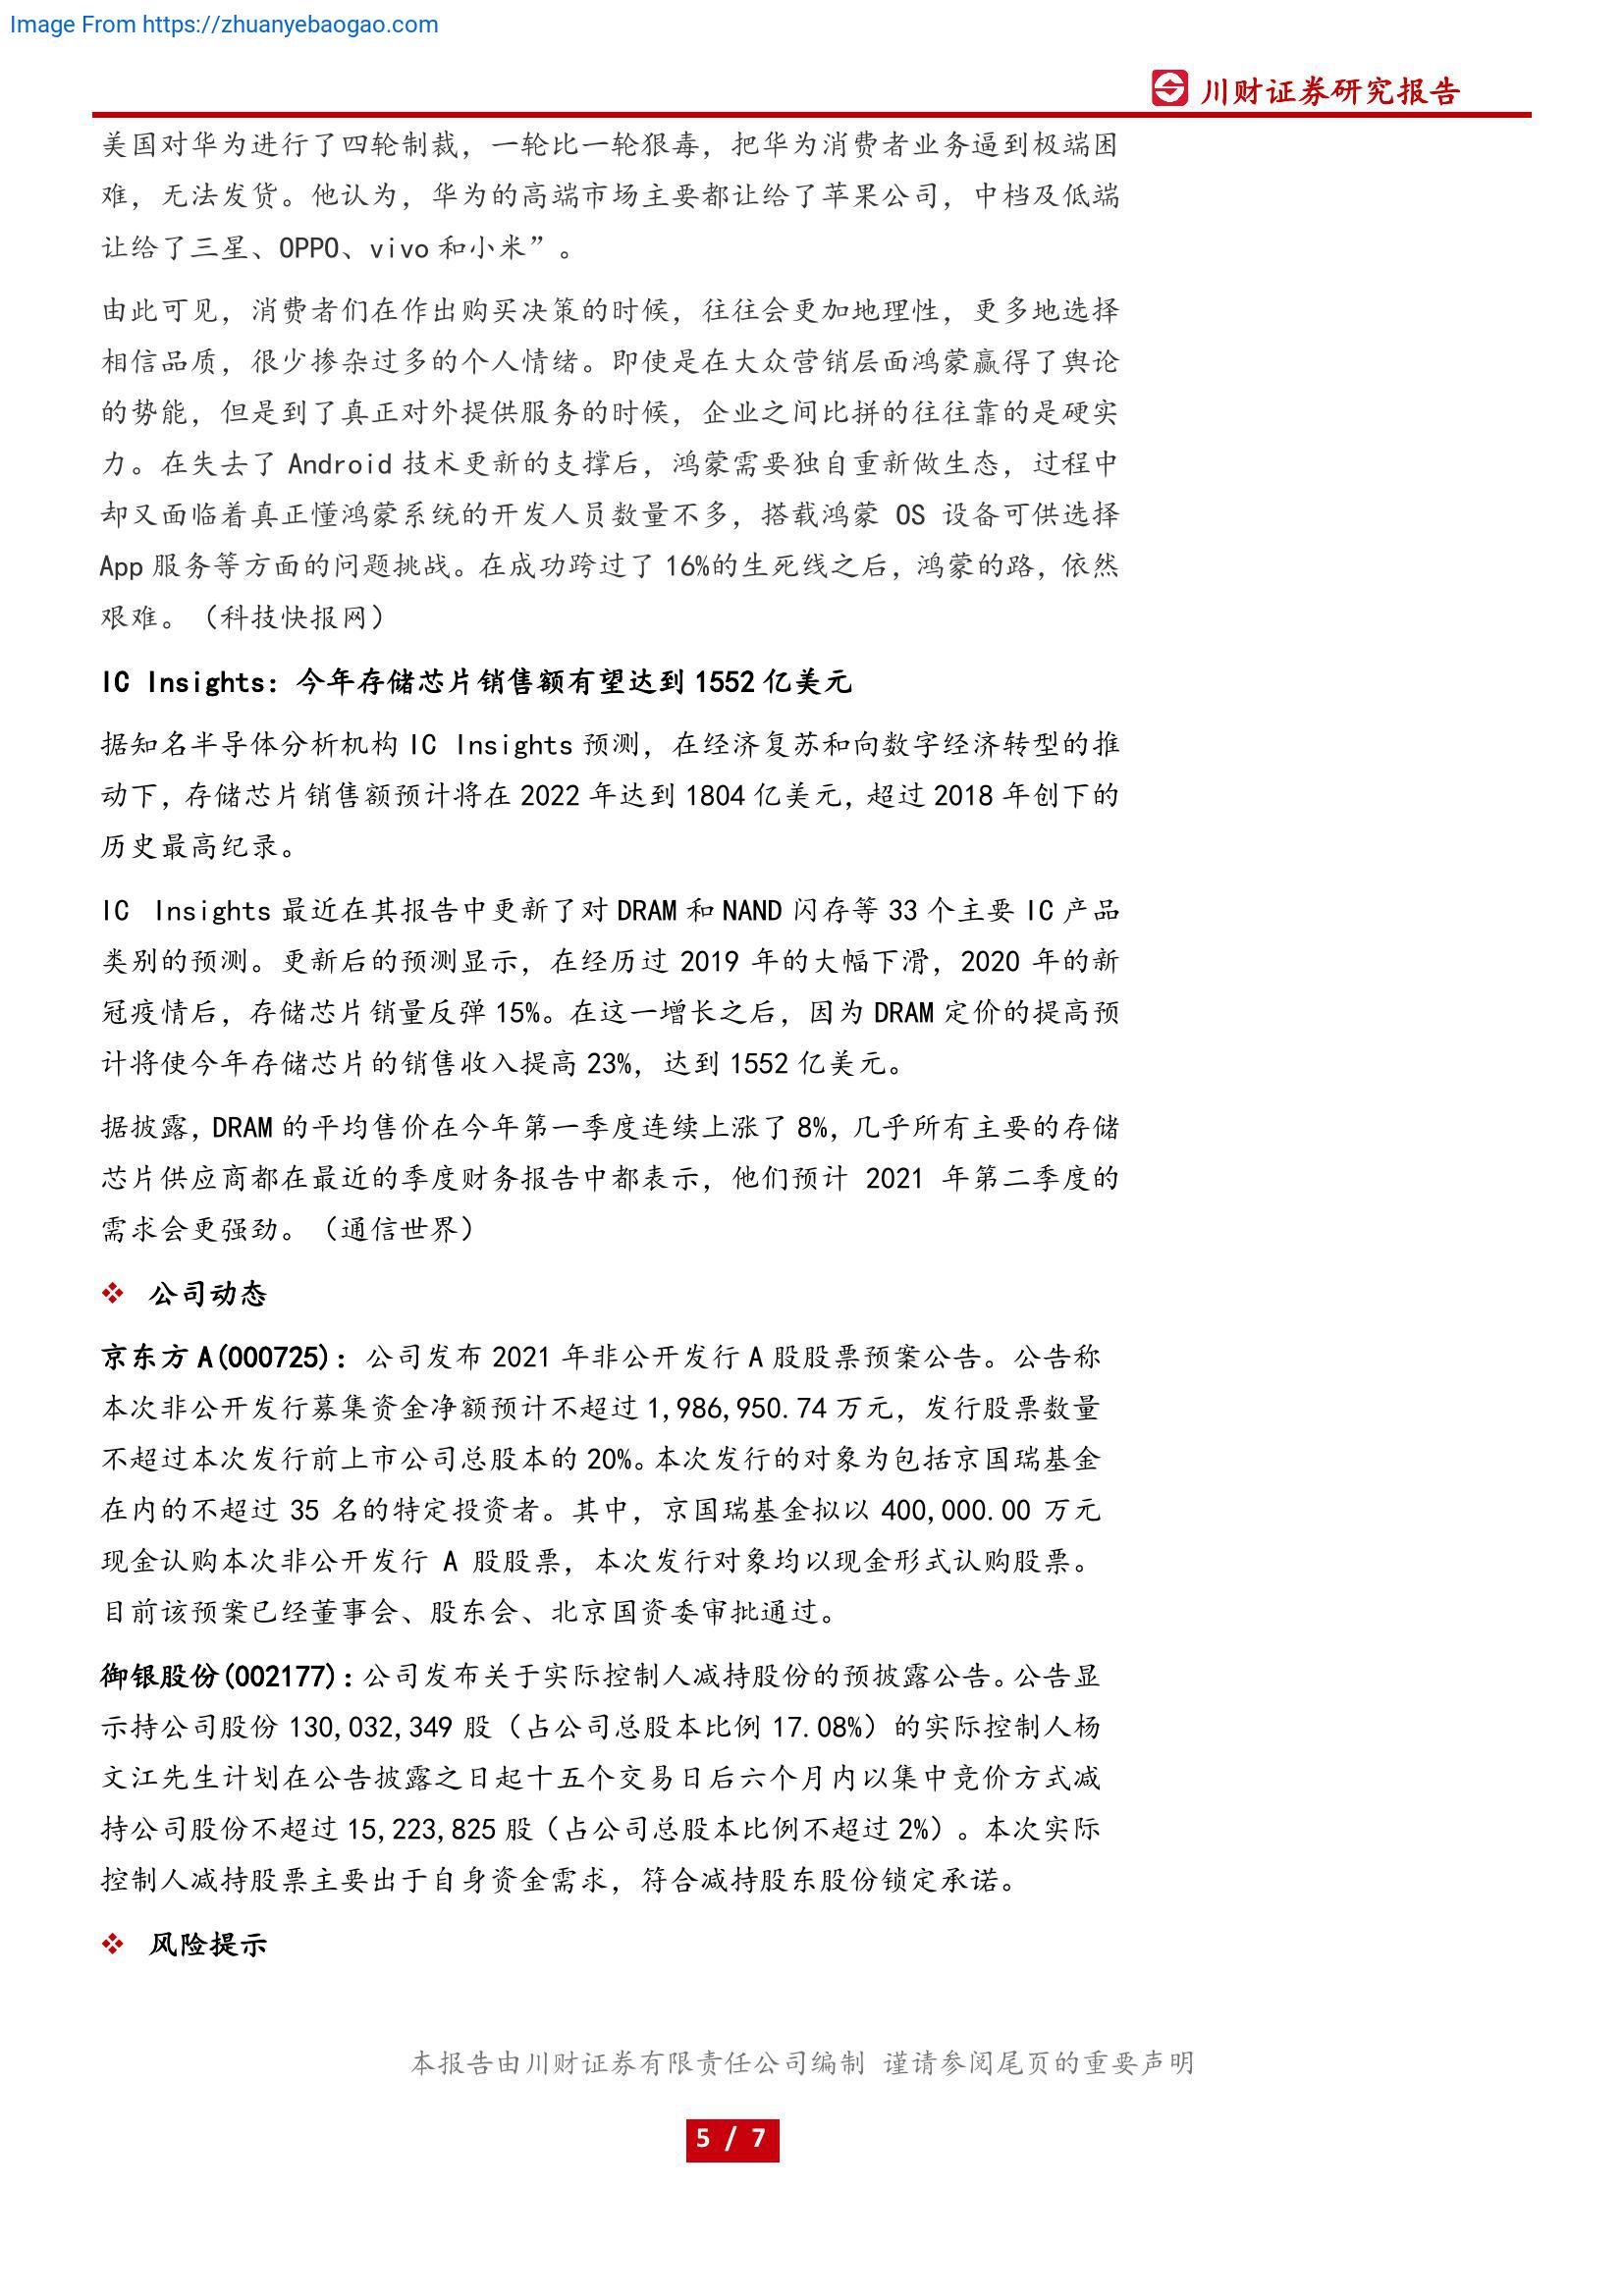 Image From https://zhuanyebaogao.com
川财证券研究报告
美国对华为进行了四轮制裁，一轮比一轮狠毒，把华为消费者业务逼到极端困
难，无法发货。他认为，华为的高端市场主要都让给了苹果公司，中档及低端
让给了三星、OPPO、vivo 和小米”。
由此可见，消费者们在作出购买决策的时候，往往会更加地理性，更多地选择
相信品质，很少掺杂过多的个人情绪。即使是在大众营销层面鸿蒙赢得了舆论
的势能，但是到了真正对外提供服务的时候，企业之间比拼的往往靠的是硬实
力。在失去了 Android 技术更新的支撑后，鸿蒙需要独自重新做生态，过程中
却又面临着真正懂鸿蒙系统的开发人员数量不多，搭载鸿蒙 OS 设备可供选择
App 服务等方面的问题挑战。在成功跨过了 16%的生死线之后，鸿蒙的路，依然
艰难。（科技快报网）
IC Insights：今年存储芯片销售额有望达到 1552 亿美元
据知名半导体分析机构 IC Insights 预测，在经济复苏和向数字经济转型的推
动下，存储芯片销售额预计将在 2022 年达到 1804 亿美元，超过 2018 年创下的
历史最高纪录。
IC Insights 最近在其报告中更新了对 DRAM 和 NAND 闪存等 33 个主要 IC 产品
类别的预测。更新后的预测显示，在经历过 2019 年的大幅下滑，2020 年的新
冠疫情后，存储芯片销量反弹 15%。在这一增长之后，因为 DRAM 定价的提高预
计将使今年存储芯片的销售收入提高 23%，达到 1552 亿美元。
据披露，DRAM 的平均售价在今年第一季度连续上涨了 8%，几乎所有主要的存储
芯片供应商都在最近的季度财务报告中都表示，他们预计 2021 年第二季度的
需求会更强劲。（通信世界）
❖ 公司动态
京东方 A(000725)：公司发布 2021 年非公开发行 A 股股票预案公告。公告称
本次非公开发行募集资金净额预计不超过 1,986,950.74 万元，发行股票数量
不超过本次发行前上市公司总股本的 20%。本次发行的对象为包括京国瑞基金
在内的不超过 35 名的特定投资者。其中，京国瑞基金拟以 400,000.00 万元
现金认购本次非公开发行 A 股股票，本次发行对象均以现金形式认购股票。
目前该预案已经董事会、股东会、北京国资委审批通过。
御银股份(002177)：公司发布关于实际控制人减持股份的预披露公告。公告显
示持公司股份 130,032,349 股（占公司总股本比例 17.08%）的实际控制人杨
文江先生计划在公告披露之日起十五个交易日后六个月内以集中竞价方式减
持公司股份不超过 15,223,825 股（占公司总股本比例不超过 2%）。本次实际
控制人减持股票主要出于自身资金需求，符合减持股东股份锁定承诺。
❖ 风险提示
本报告由川财证券有限责任公司编制 谨请参阅尾页的重要声明
5 / 7